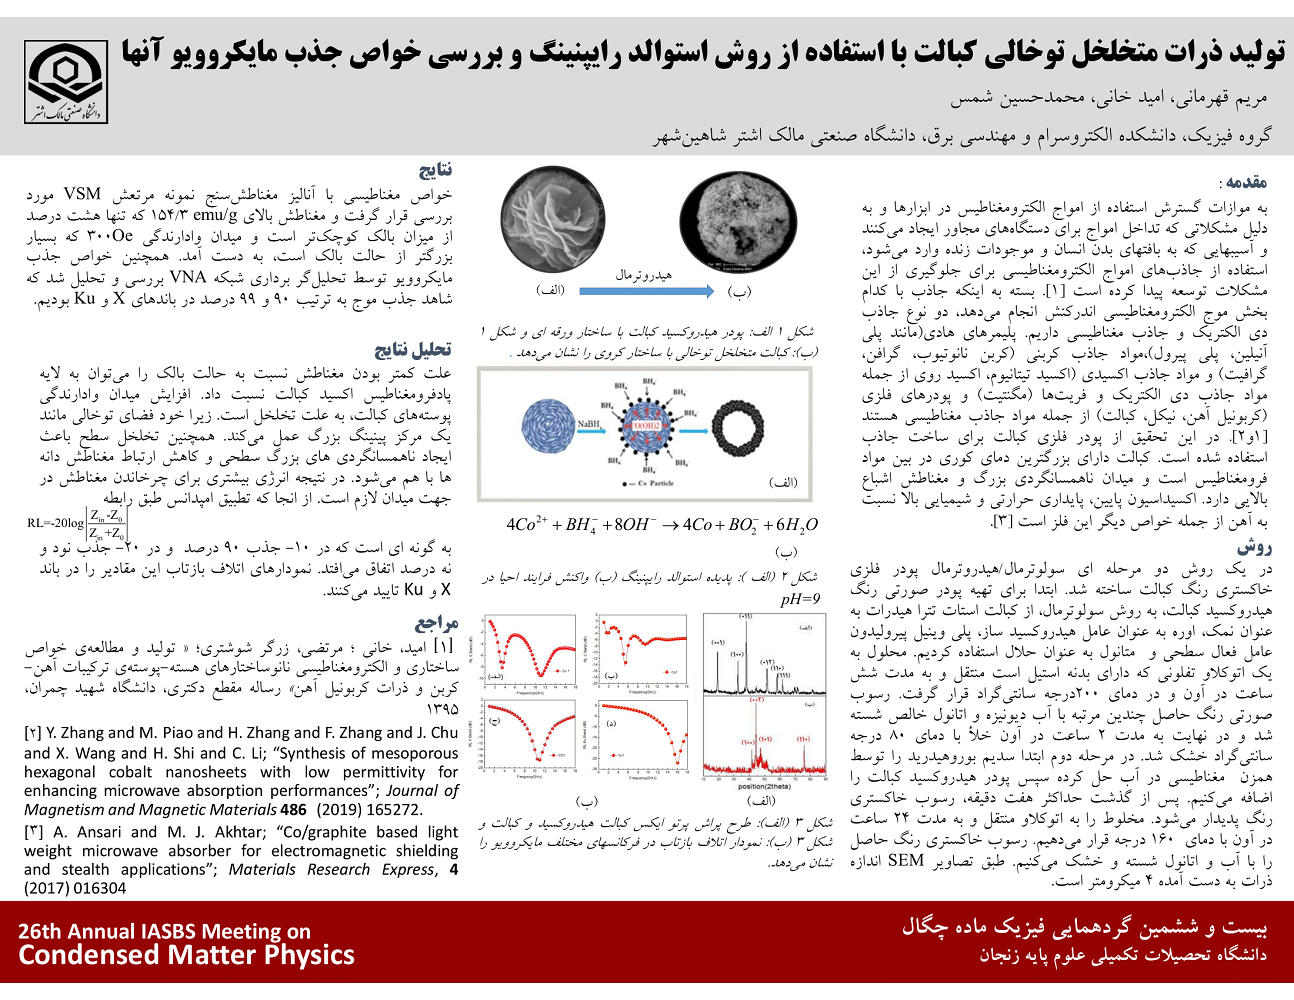 تولید ذرات متخلخل توخالی کبالت با استفاده از روش استوالد رایپنینگ و بررسی خواص جذب مایکروویو آنها
مریم قهرمانی، امید خانی، محمدحسین شمس
گروه فیزیک، دانشکده الکتروسرام و مهندسی برق، دانشگاه صنعتی مالک اشتر شاهین‌شهر
دانشگاه صنعتی مالک اشتر
مقدمه :
به موازات گسترش استفاده از امواج الکترومغناطیس در ابزارها و به
دلیل مشکلاتی که تداخل امواج برای دستگاه‌های مجاور ایجاد می‌کنند
و آسیبهایی که به بافتهای بدن انسان و موجودات زنده وارد می‌شود،
استفاده از جاذب‌های امواج الکترومغناطیسی برای جلوگیری از این
مشکلات توسعه پیدا کرده است [۱]. بسته به اینکه جاذب با کدام
بخش موج الکترومغناطیسی اندرکنش انجام می‌دهد، دو نوع جاذب
دی الکتریک و جاذب مغناطیسی داریم. پلیمرهای هادی(مانند پلی
آنیلین، پلی پیرول)،مواد جاذب کربنی (کربن نانوتیوب، گرافن،
گرافیت) و مواد جاذب اکسیدی (اکسید تیتانیوم، اکسید روی از جمله
مواد جاذب دی الکتریک و فریت‌ها (مگنتیت) و پودرهای فلزی
(کربونیل آهن، نیکل، کبالت) از جمله مواد جاذب مغناطیسی هستند
[۱و۲]. در این تحقیق از پودر فلزی کبالت برای ساخت جاذب
استفاده شده است. کبالت دارای بزرگترین دمای کوری در بین مواد
فرومغناطیس است و میدان ناهمسانگردی بزرگ و مغناطش اشباع
بالایی دارد. اکسیداسیون پایین، پایداری حرارتی و شیمیایی بالا نسبت
به آهن از جمله خواص دیگر این فلز است [۳].
روش
در یک روش دو مرحله ای سولوترمال/هیدروترمال پودر فلزی
خاکستری رنگ کبالت ساخته شد. ابتدا برای تهیه پودر صورتی رنگ
هیدروکسید کبالت، به روش سولوترمال، از کبالت استات تترا هیدرات به
عنوان نمک، اوره به عنوان عامل هیدروکسید ساز، پلی وینیل پیرولیدون
عامل فعال سطحی و متانول به عنوان حلال استفاده کردیم. محلول به
یک اتوکلاو تفلونی که دارای بدنه استیل است منتقل و به مدت شش
ساعت در آون و در دمای ۲۰۰درجه سانتی‌گراد قرار گرفت. رسوب
صورتی رنگ حاصل چندین مرتبه با آب دیونیزه و اتانول خالص شسته
شد و در نهایت به مدت ۲ ساعت در آون خلأ با دمای ۸۰ درجه
سانتی‌گراد خشک شد. در مرحله دوم ابتدا سدیم بوروهیدرید را توسط
همزن مغناطیسی در آب حل کرده سپس پودر هیدروکسید کبالت را
اضافه می‌کنیم. پس از گذشت حداکثر هفت دقیقه، رسوب خاکستری
رنگ پدیدار می‌شود. مخلوط را به اتوکلاو منتقل و به مدت ۲۴ ساعت
در آون با دمای ۱۶۰ درجه قرار می‌دهیم. رسوب خاکستری رنگ حاصل
را با آب و اتانول شسته و خشک می‌کنیم. طبق تصاویر SEM اندازه
ذرات به دست آمده ۴ میکرومتر است.
هیدروترمال
(الف)
(ب)
شکل ۱ الف: پودر هیدروکسید کبالت با ساختار ورقه ای و شکل ۱
(ب): کبالت متخلخل توخالی با ساختار کروی را نشان می‌دهد .
NaBH₄
BH₄⁻
BH₄⁻
BH₄⁻
BH₄⁻
BH₄⁻
BH₄⁻
BH₄⁻
BH₄⁻
CO(OH)2
Co Particle
(الف)
4Co²⁺ + BH₄⁻ + 8OH⁻ → 4Co + BO₂⁻ + 6H₂O
(ب)
شکل ۲ (الف ): پدیده استوالد رایپنینگ (ب) واکنش فرایند احیا در
pH=9
(الف)
(ب)
(ج)
(د)
Frequency(GHz)
Frequency(GHz)
Frequency(GHz)
Frequency(GHz)
(الف)
(ب)
position(2theta)
(ب)
(الف)
شکل ۳ (الف): طرح پراش پرتو ایکس کبالت هیدروکسید و کبالت و
شکل ۳ (ب): نمودار اتلاف بازتاب در فرکانسهای مختلف مایکروویو را
نشان می‌دهد.
نتایج
خواص مغناطیسی با آنالیز مغناطش‌سنج نمونه مرتعش VSM مورد
بررسی قرار گرفت و مغناطش بالای ۱۵۴/۳ emu/g که تنها هشت درصد
از میزان بالک کوچک‌تر است و میدان وادارندگی ۳۰۰Oe که بسیار
بزرگتر از حالت بالک است، به دست آمد. همچنین خواص جذب
مایکروویو توسط تحلیل‌گر برداری شبکه VNA بررسی و تحلیل شد که
شاهد جذب موج به ترتیب ۹۰ و ۹۹ درصد در باندهای X و Ku بودیم.
تحلیل نتایج
علت کمتر بودن مغناطش نسبت به حالت بالک را می‌توان به لایه
پادفرومغناطیس اکسید کبالت نسبت داد. افزایش میدان وادارندگی
پوسته‌های کبالت، به علت تخلخل است. زیرا خود فضای توخالی مانند
یک مرکز پینینگ بزرگ عمل می‌کند. همچنین تخلخل سطح باعث
ایجاد ناهمسانگردی های بزرگ سطحی و کاهش ارتباط مغناطش دانه
ها با هم می‌شود. در نتیجه انرژی بیشتری برای چرخاندن مغناطش در
جهت میدان لازم است. از انجا که تطبیق امپدانس طبق رابطه
RL=-20log|Zin-Z0/Zin+Z0|
به گونه ای است که در ۱۰− جذب ۹۰ درصد و در ۲۰− جذب نود و
نه درصد اتفاق می‌افتد. نمودارهای اتلاف بازتاب این مقادیر را در باند
X و Ku تایید می‌کنند.
مراجع
[۱] امید، خانی ؛ مرتضی، زرگر شوشتری؛ « تولید و مطالعه‌ی خواص
ساختاری و الکترومغناطیسی نانوساختارهای هسته-پوسته‌ی ترکیبات آهن-
کربن و ذرات کربونیل آهن» رساله مقطع دکتری، دانشگاه شهید چمران،
۱۳۹۵
[۲] Y. Zhang and M. Piao and H. Zhang and F. Zhang and J. Chu
and X. Wang and H. Shi and C. Li; “Synthesis of mesoporous
hexagonal cobalt nanosheets with low permittivity for
enhancing microwave absorption performances”; Journal of
Magnetism and Magnetic Materials 486 (2019) 165272.
[۳] A. Ansari and M. J. Akhtar; “Co/graphite based light
weight microwave absorber for electromagnetic shielding
and stealth applications”; Materials Research Express, 4
(2017) 016304
بیست و ششمین گردهمایی فیزیک ماده چگال
دانشگاه تحصیلات تکمیلی علوم پایه زنجان
26th Annual IASBS Meeting on
Condensed Matter Physics